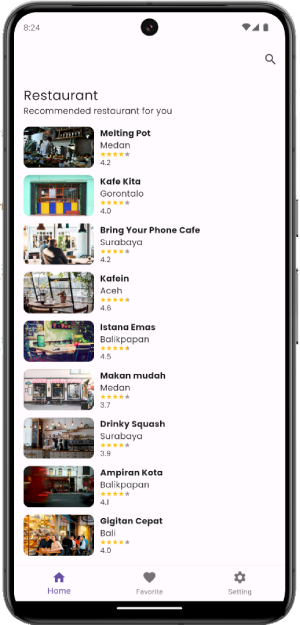 8:24
Restaurant
Recommended restaurant for you
Melting Pot
Medan
4.2
Kafe Kita
Gorontalo
4.0
Bring Your Phone Cafe
Surabaya
4.2
Kafein
Aceh
4.6
Istana Emas
Balikpapan
4.5
Makan mudah
Medan
3.7
Drinky Squash
Surabaya
3.9
Ampiran Kota
Balikpapan
4.1
Gigitan Cepat
Bali
4.0
Home
Favorite
Setting